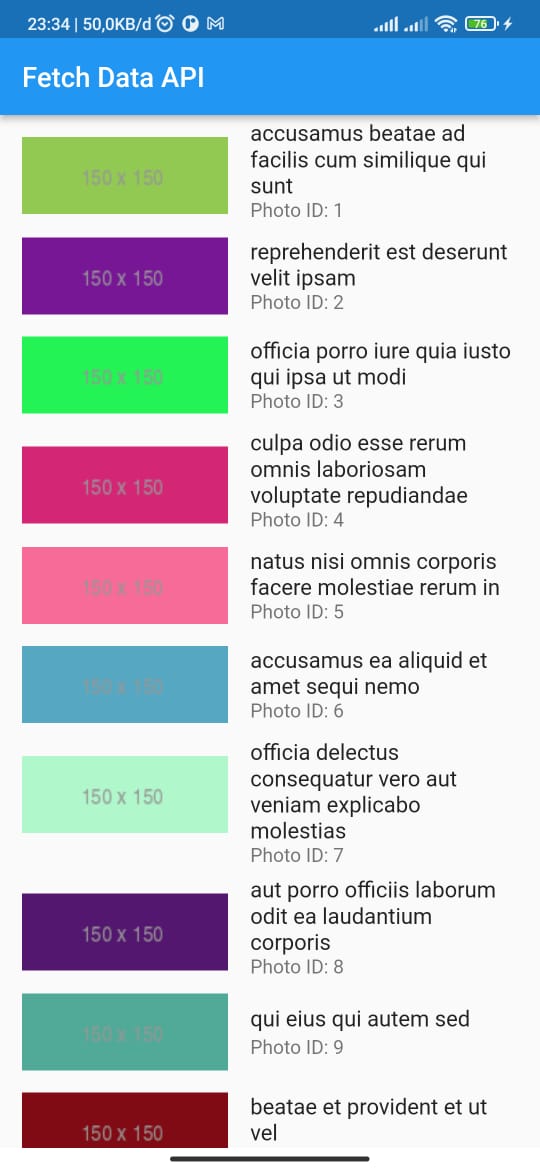 23:34 | 50,0KB/d
76
Fetch Data API
150 x 150
accusamus beatae ad
facilis cum similique qui
sunt
Photo ID: 1
150 x 150
reprehenderit est deserunt
velit ipsam
Photo ID: 2
150 x 150
officia porro iure quia iusto
qui ipsa ut modi
Photo ID: 3
150 x 150
culpa odio esse rerum
omnis laboriosam
voluptate repudiandae
Photo ID: 4
150 x 150
natus nisi omnis corporis
facere molestiae rerum in
Photo ID: 5
150 x 150
accusamus ea aliquid et
amet sequi nemo
Photo ID: 6
150 x 150
officia delectus
consequatur vero aut
veniam explicabo
molestias
Photo ID: 7
150 x 150
aut porro officiis laborum
odit ea laudantium
corporis
Photo ID: 8
150 x 150
qui eius qui autem sed
Photo ID: 9
150 x 150
beatae et provident et ut
vel